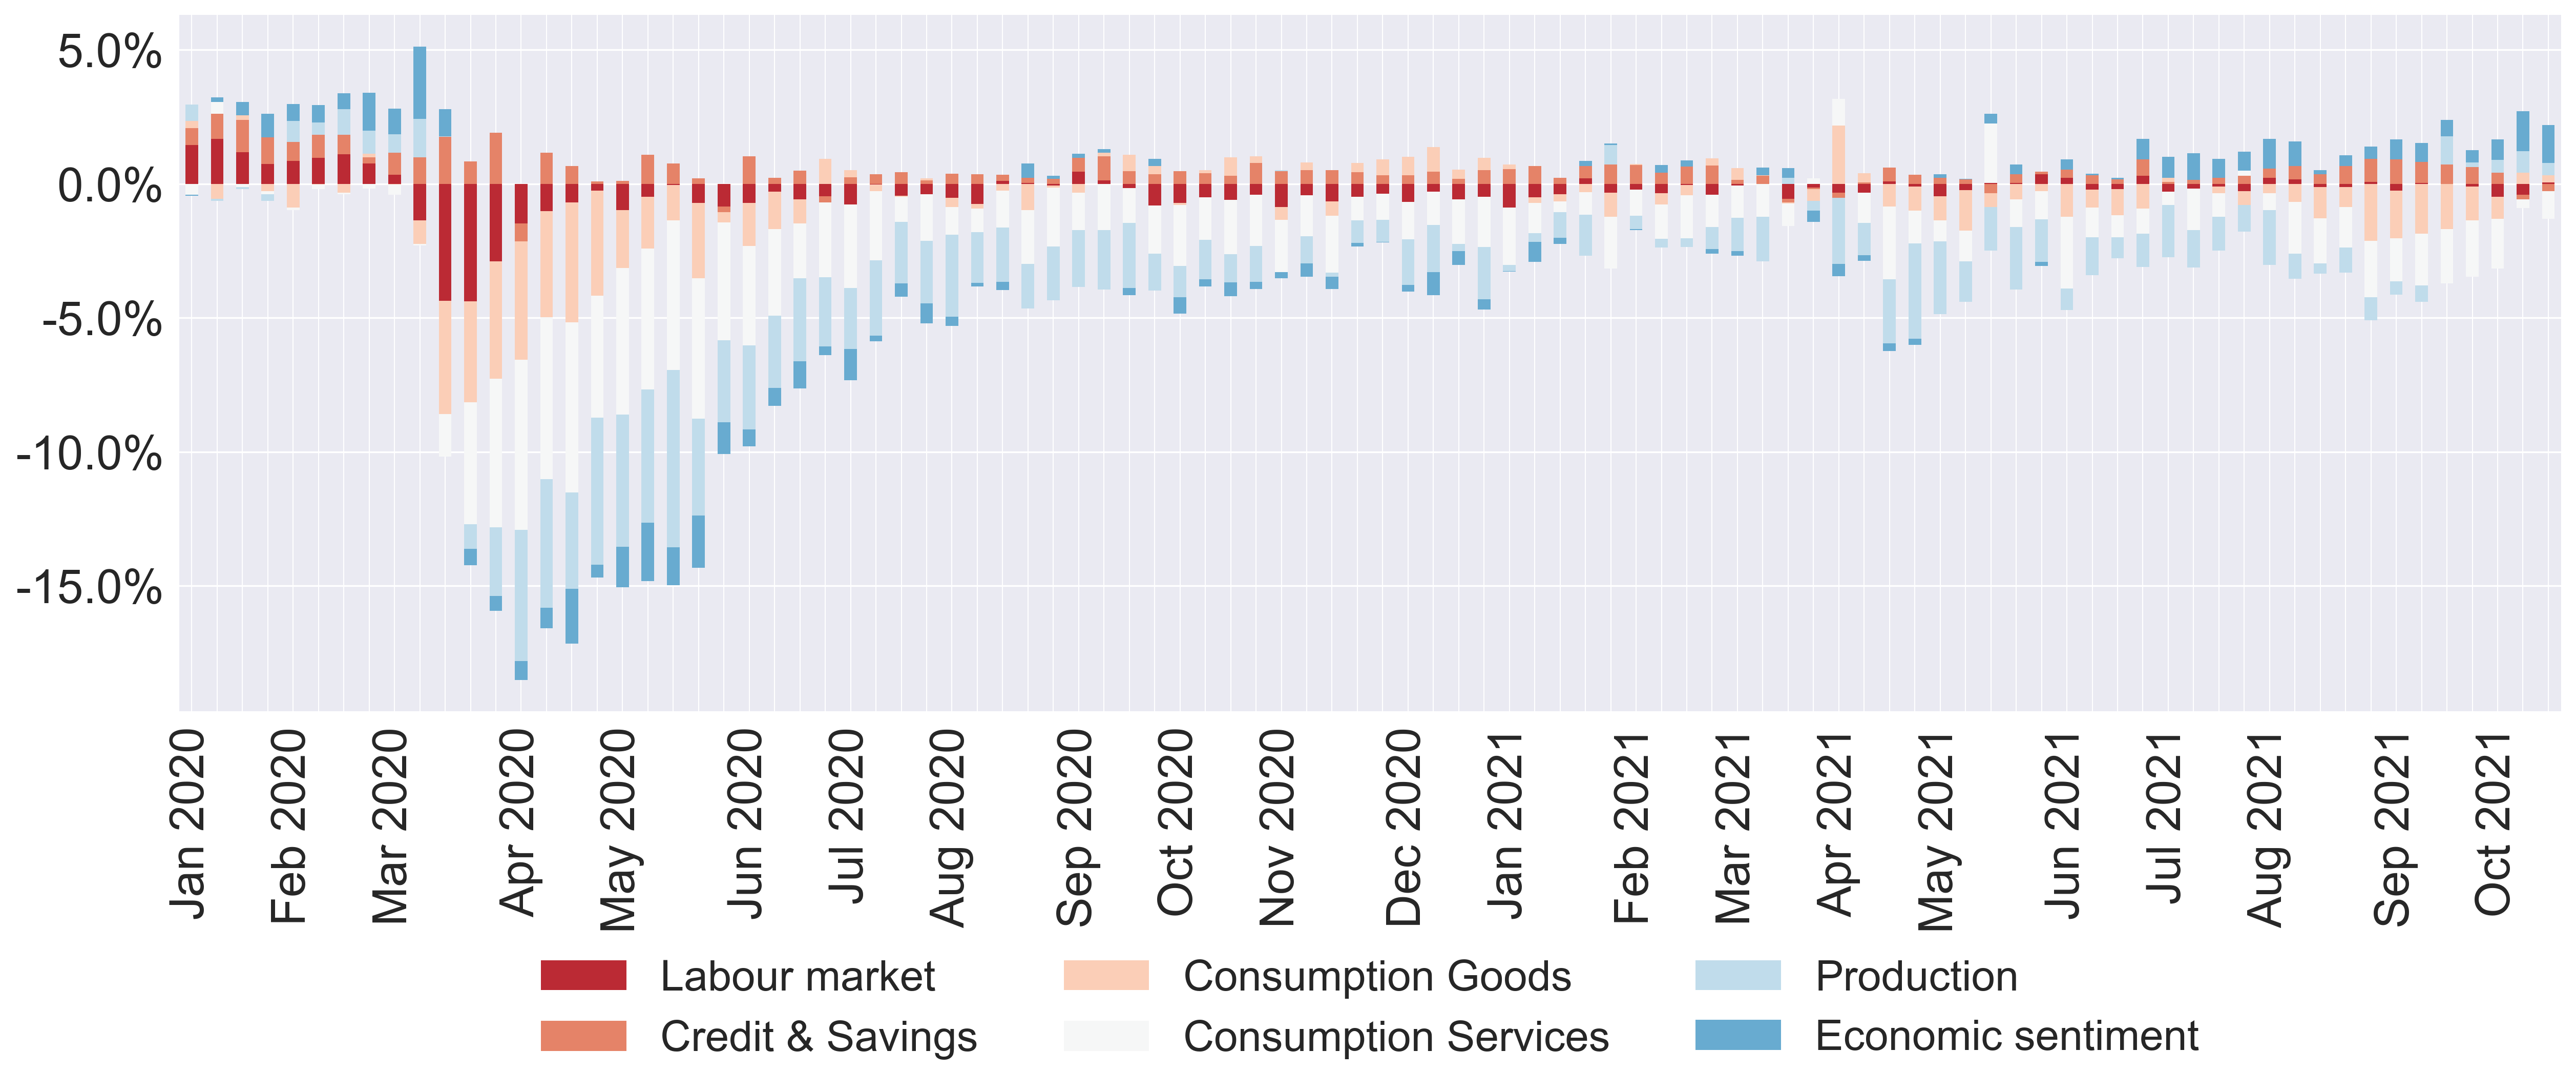 5.0%
0.0%
-5.0%
-10.0%
-15.0%
Jan 2020
Feb 2020
Mar 2020
Apr 2020
May 2020
Jun 2020
Jul 2020
Aug 2020
Sep 2020
Oct 2020
Nov 2020
Dec 2020
Jan 2021
Feb 2021
Mar 2021
Apr 2021
May 2021
Jun 2021
Jul 2021
Aug 2021
Sep 2021
Oct 2021
Labour market
Consumption Goods
Production
Credit & Savings
Consumption Services
Economic sentiment